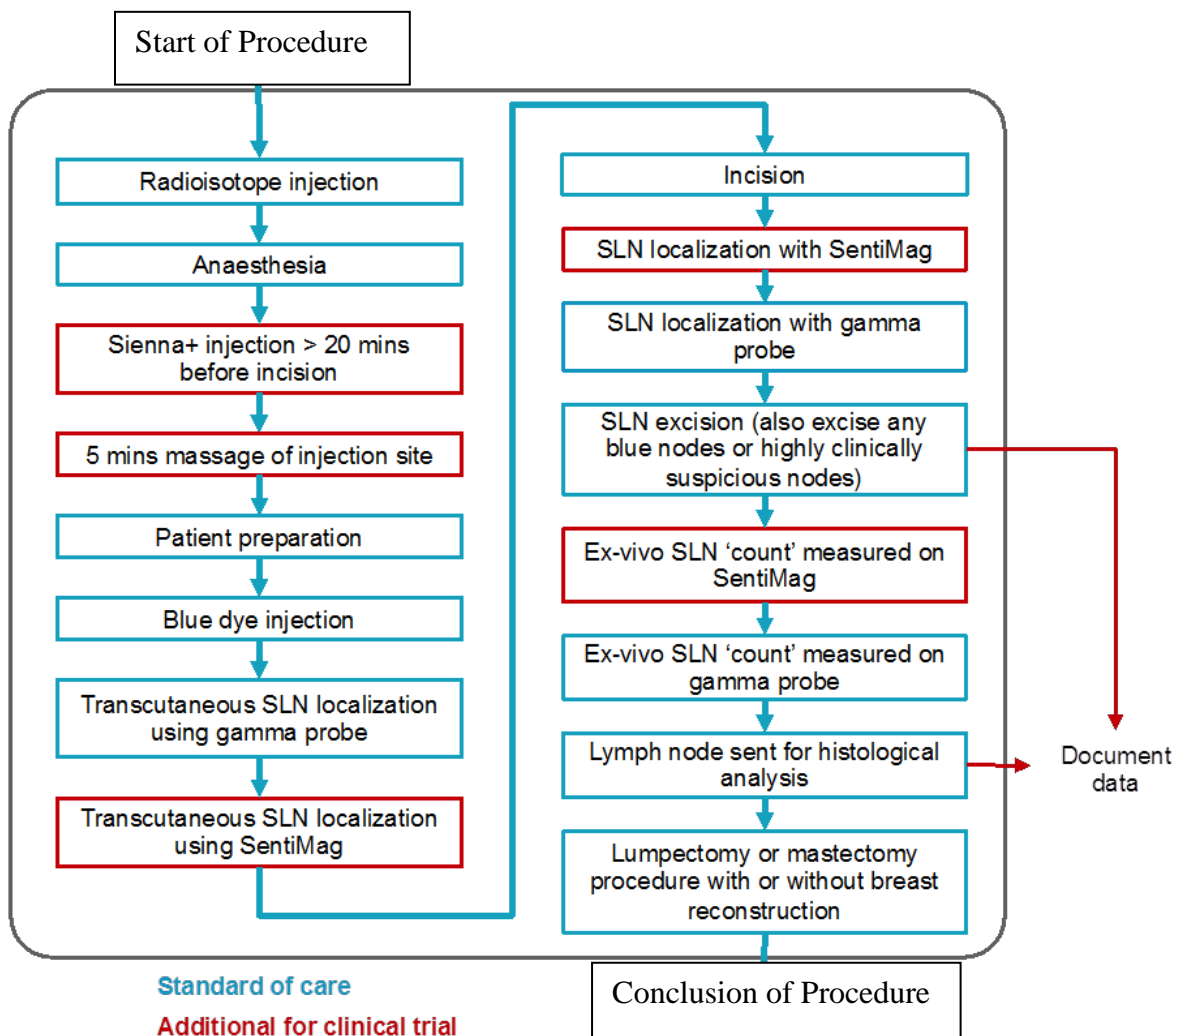 Start of Procedure
Radioisotope injection
Anaesthesia
Sienna+ injection > 20 mins
before incision
5 mins massage of injection site
Patient preparation
Blue dye injection
Transcutaneous SLN localization
using gamma probe
Transcutaneous SLN localization
using SentiMag
Incision
SLN localization with SentiMag
SLN localization with gamma
probe
SLN excision (also excise any
blue nodes or highly clinically
suspicious nodes)
Ex-vivo SLN ‘count’ measured on
SentiMag
Ex-vivo SLN ‘count’ measured on
gamma probe
Lymph node sent for histological
analysis
Document
data
Lumpectomy or mastectomy
procedure with or without breast
reconstruction
Conclusion of Procedure
Standard of care
Additional for clinical trial